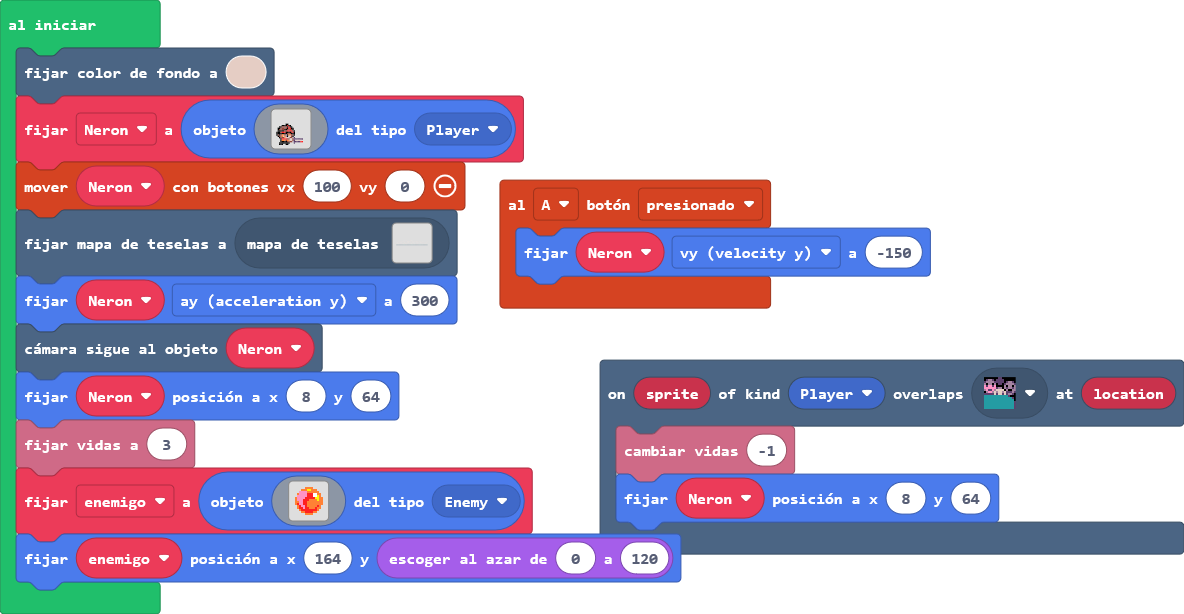 al iniciar
fijar color de fondo a
fijar Neron a objeto del tipo Player
mover Neron con botones vx 100 vy 0
fijar mapa de teselas a mapa de teselas
fijar Neron ay (acceleration y) a 300
cámara sigue al objeto Neron
fijar Neron posición a x 8 y 64
fijar vidas a 3
fijar enemigo a objeto del tipo Enemy
fijar enemigo posición a x 164 y escoger al azar de 0 a 120
al A botón presionado
fijar Neron vy (velocity y) a -150
on sprite of kind Player overlaps at location
cambiar vidas -1
fijar Neron posición a x 8 y 64